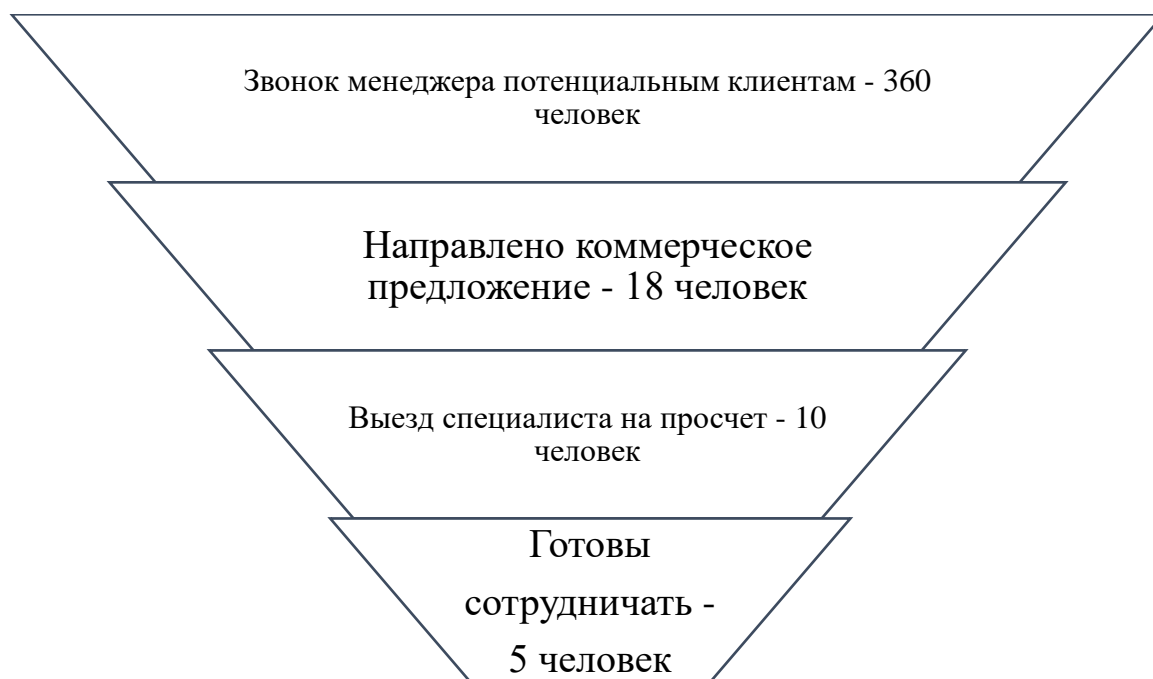 Звонок менеджера потенциальным клиентам - 360
человек
Направлено коммерческое
предложение - 18 человек
Выезд специалиста на просчет - 10
человек
Готовы
сотрудничать -
5 человек